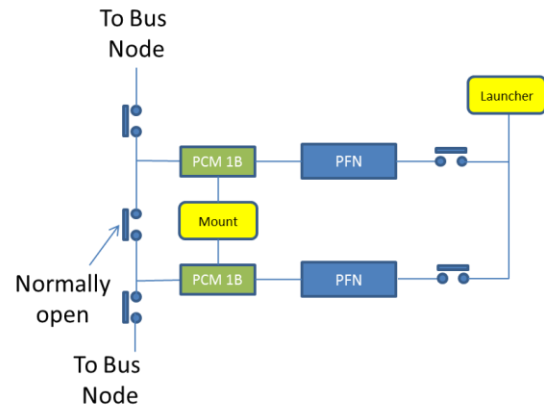 To Bus
Node
Launcher
PCM 1B
PFN
Mount
Normally
open
PCM 1B
PFN
To Bus
Node